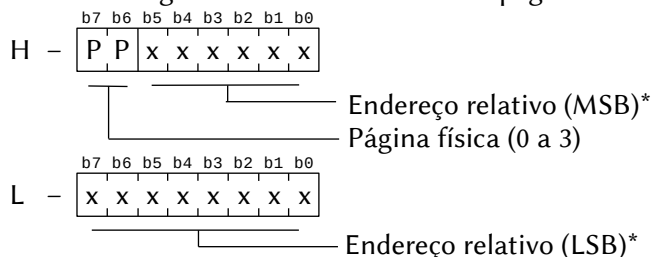 b7 b6 b5 b4 b3 b2 b1 b0
H – P P x x x x x x
Endereço relativo (MSB)*
Página física (0 a 3)
b7 b6 b5 b4 b3 b2 b1 b0
L – x x x x x x x x
Endereço relativo (LSB)*